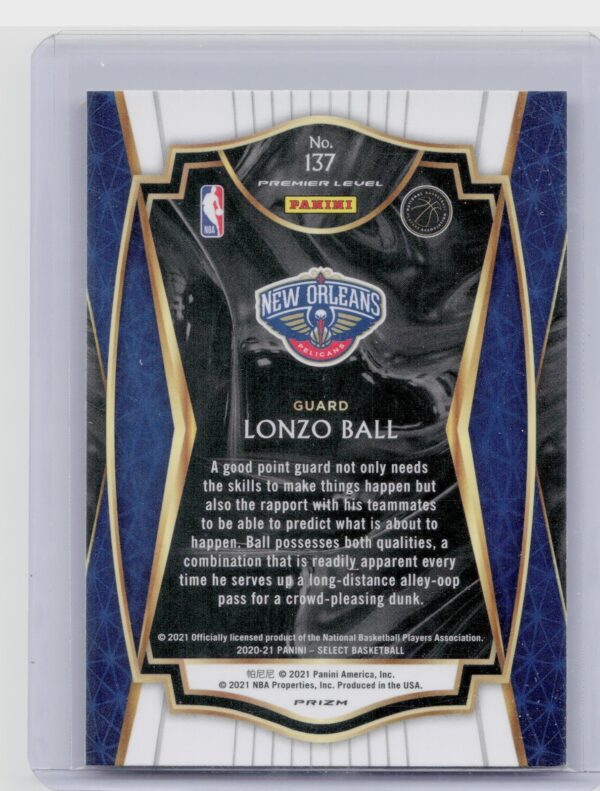 No.
137
PREMIER LEVEL
PANINI
NBA
NATIONAL BASKETBALL
PLAYERS ASSOCIATION
NEW ORLEANS
PELICANS
GUARD
LONZO BALL
A good point guard not only needs
the skills to make things happen but
also the rapport with his teammates
to be able to predict what is about to
happen. Ball possesses both qualities, a
combination that is readily apparent every
time he serves up a long-distance alley-oop
pass for a crowd-pleasing dunk.
© 2021 Officially licensed product of the National Basketball Players Association.
2020-21 PANINI – SELECT BASKETBALL
帕尼尼 © 2021 Panini America, Inc.
© 2021 NBA Properties, Inc. Produced in the USA.
PRIZM